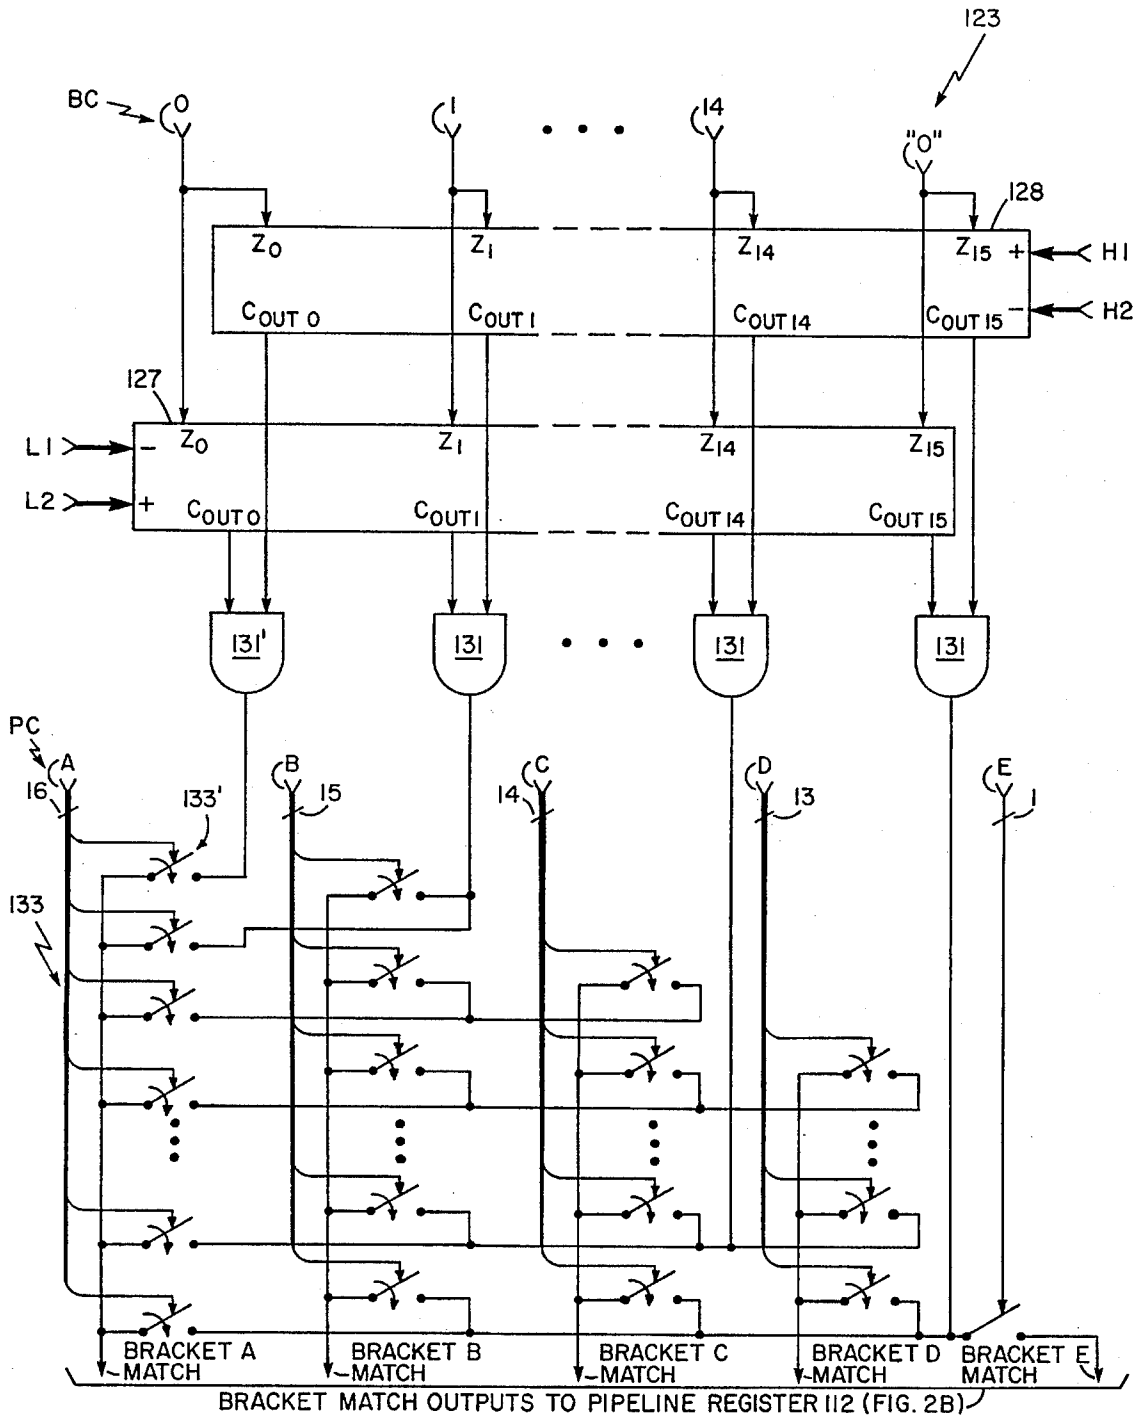 123
BC
0
1
• • •
14
"0"
128
Z0
Z1
Z14
Z15
+
H1
COUT 0
COUT 1
COUT 14
COUT 15
−
H2
127
L1
−
Z0
Z1
Z14
Z15
L2
+
COUT 0
COUT 1
COUT 14
COUT 15
131'
131
• • •
131
131
PC
A
B
C
D
E
16
133'
15
14
13
1
133
BRACKET A
MATCH
BRACKET B
MATCH
BRACKET C
MATCH
BRACKET D
MATCH
BRACKET E
MATCH
BRACKET MATCH OUTPUTS TO PIPELINE REGISTER 112 (FIG. 2B)